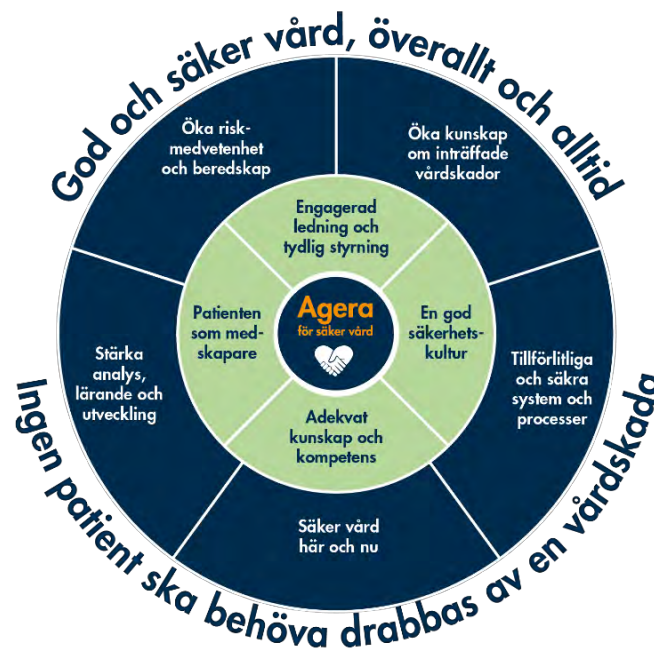 God och säker vård, överallt och alltid
Öka risk-
medvetenhet
och beredskap
Öka kunskap
om inträffade
vårdskador
Engagerad
ledning och
tydlig styrning
Patienten
som med-
skapare
Agera
för säker vård
En god
säkerhets-
kultur
Stärka
analys,
lärande och
utveckling
Tillförlitliga
och säkra
system och
processer
Adekvat
kunskap och
kompetens
Säker vård
här och nu
Ingen patient ska behöva drabbas av en vårdskada